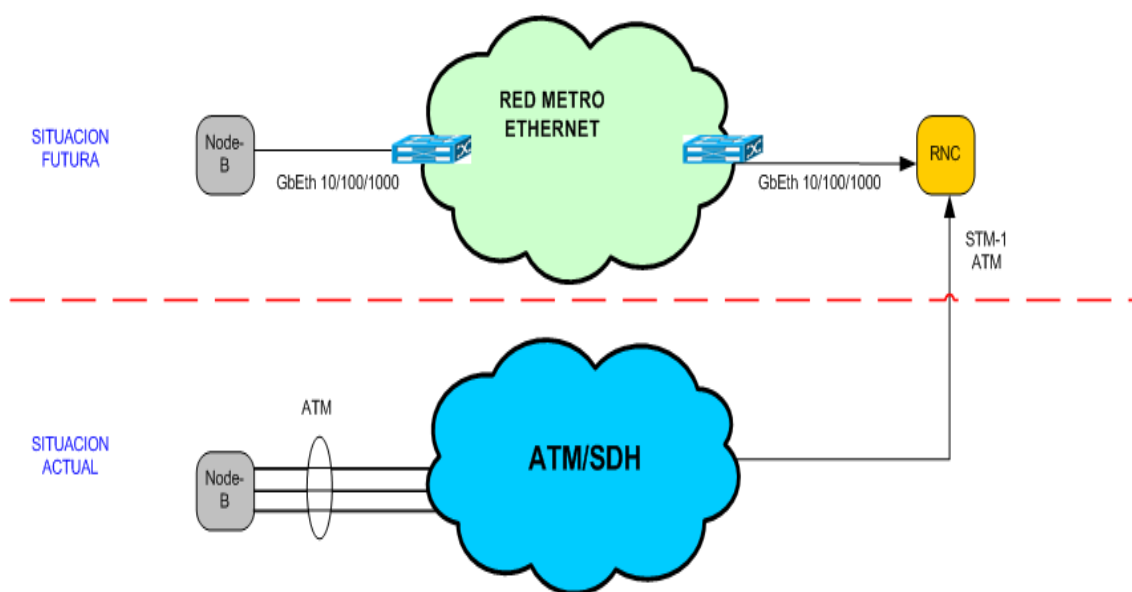 RED METRO
ETHERNET
SITUACION
FUTURA
Node-
B
GbEth 10/100/1000
GbEth 10/100/1000
RNC
STM-1
ATM
SITUACION
ACTUAL
Node-
B
ATM
ATM/SDH